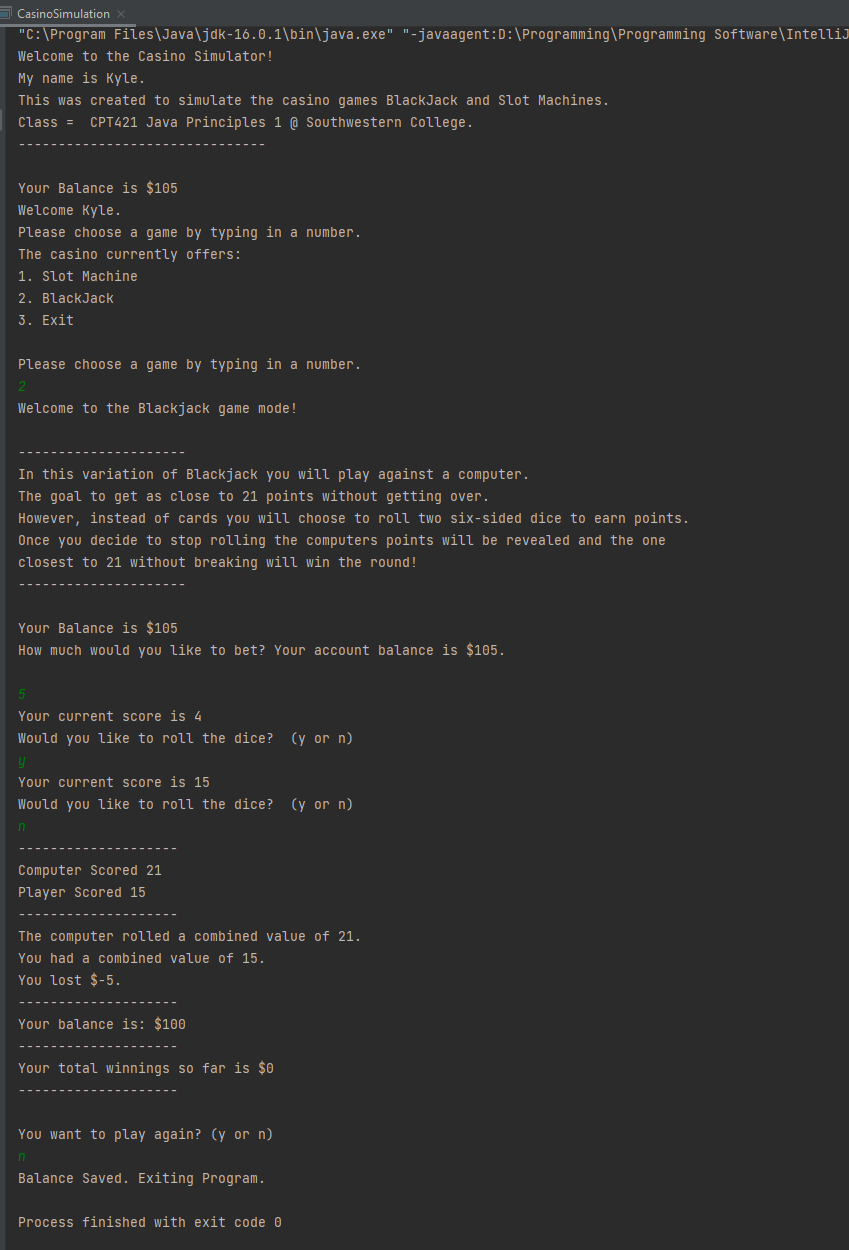 CasinoSimulation
"C:\Program Files\Java\jdk-16.0.1\bin\java.exe" "-javaagent:D:\Programming\Programming Software\IntelliJ
Welcome to the Casino Simulator!
My name is Kyle.
This was created to simulate the casino games BlackJack and Slot Machines.
Class =  CPT421 Java Principles 1 @ Southwestern College.
-------------------------------
Your Balance is $105
Welcome Kyle.
Please choose a game by typing in a number.
The casino currently offers:
1. Slot Machine
2. BlackJack
3. Exit
Please choose a game by typing in a number.
2
Welcome to the Blackjack game mode!
---------------------
In this variation of Blackjack you will play against a computer.
The goal to get as close to 21 points without getting over.
However, instead of cards you will choose to roll two six-sided dice to earn points.
Once you decide to stop rolling the computers points will be revealed and the one
closest to 21 without breaking will win the round!
---------------------
Your Balance is $105
How much would you like to bet? Your account balance is $105.
5
Your current score is 4
Would you like to roll the dice?  (y or n)
y
Your current score is 15
Would you like to roll the dice?  (y or n)
n
--------------------
Computer Scored 21
Player Scored 15
--------------------
The computer rolled a combined value of 21.
You had a combined value of 15.
You lost $-5.
--------------------
Your balance is: $100
--------------------
Your total winnings so far is $0
--------------------
You want to play again? (y or n)
n
Balance Saved. Exiting Program.
Process finished with exit code 0